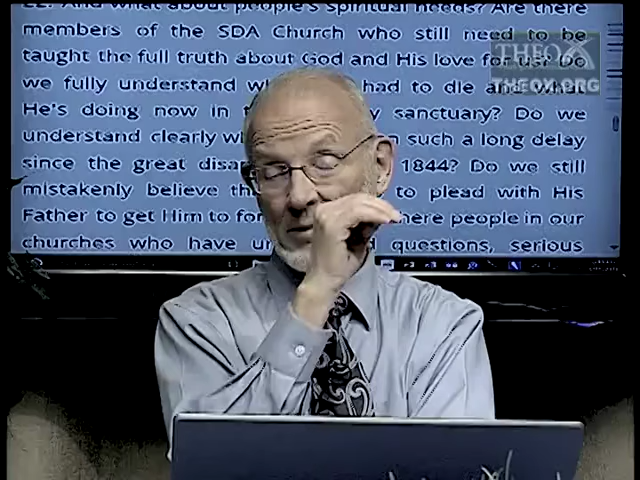 22. And what about people's spiritual needs? Are there
members of the SDA Church who still need to be
taught the full truth about God and His love for us? Do
we fully understand had to die and what
He's doing now in sanctuary? Do we
understand clearly such a long delay
since the great 1844? Do we still
mistakenly believe to plead with His
Father to get Him to people in our
churches who have questions, serious
THEOX
THEOX.ORG